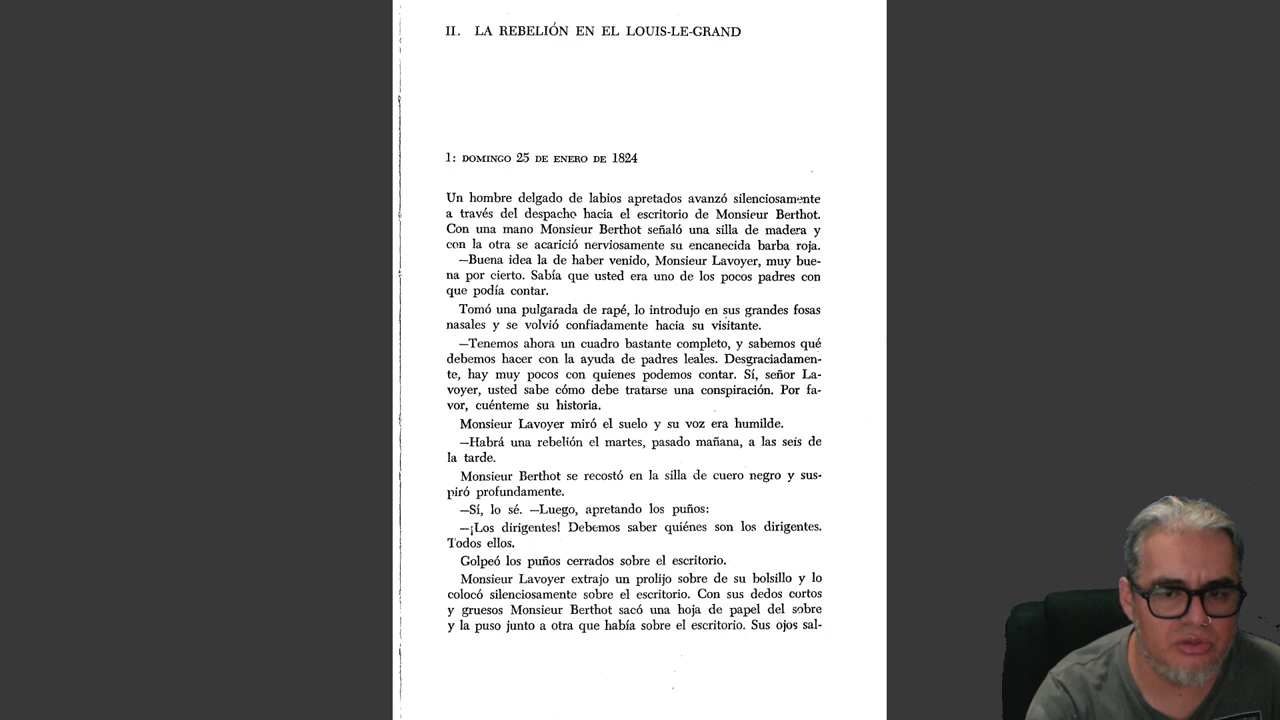 II. LA REBELIÓN EN EL LOUIS-LE-GRAND
1: DOMINGO 25 DE ENERO DE 1824
Un hombre delgado de labios apretados avanzó silenciosamente
a través del despacho hacia el escritorio de Monsieur Berthot.
Con una mano Monsieur Berthot señaló una silla de madera y
con la otra se acarició nerviosamente su encanecida barba roja.
—Buena idea la de haber venido, Monsieur Lavoyer, muy bue-
na por cierto. Sabía que usted era uno de los pocos padres con
que podía contar.
Tomó una pulgarada de rapé, lo introdujo en sus grandes fosas
nasales y se volvió confiadamente hacia su visitante.
—Tenemos ahora un cuadro bastante completo, y sabemos qué
debemos hacer con la ayuda de padres leales. Desgraciadamen-
te, hay muy pocos con quienes podemos contar. Sí, señor La-
voyer, usted sabe cómo debe tratarse una conspiración. Por fa-
vor, cuénteme su historia.
Monsieur Lavoyer miró el suelo y su voz era humilde.
—Habrá una rebelión el martes, pasado mañana, a las seis de
la tarde.
Monsieur Berthot se recostó en la silla de cuero negro y sus-
piró profundamente.
—Sí, lo sé. —Luego, apretando los puños:
—¡Los dirigentes! Debemos saber quiénes son los dirigentes.
Todos ellos.
Golpeó los puños cerrados sobre el escritorio.
Monsieur Lavoyer extrajo un prolijo sobre de su bolsillo y lo
colocó silenciosamente sobre el escritorio. Con sus dedos cortos
y gruesos Monsieur Berthot sacó una hoja de papel del sobre
y la puso junto a otra que había sobre el escritorio. Sus ojos sal-